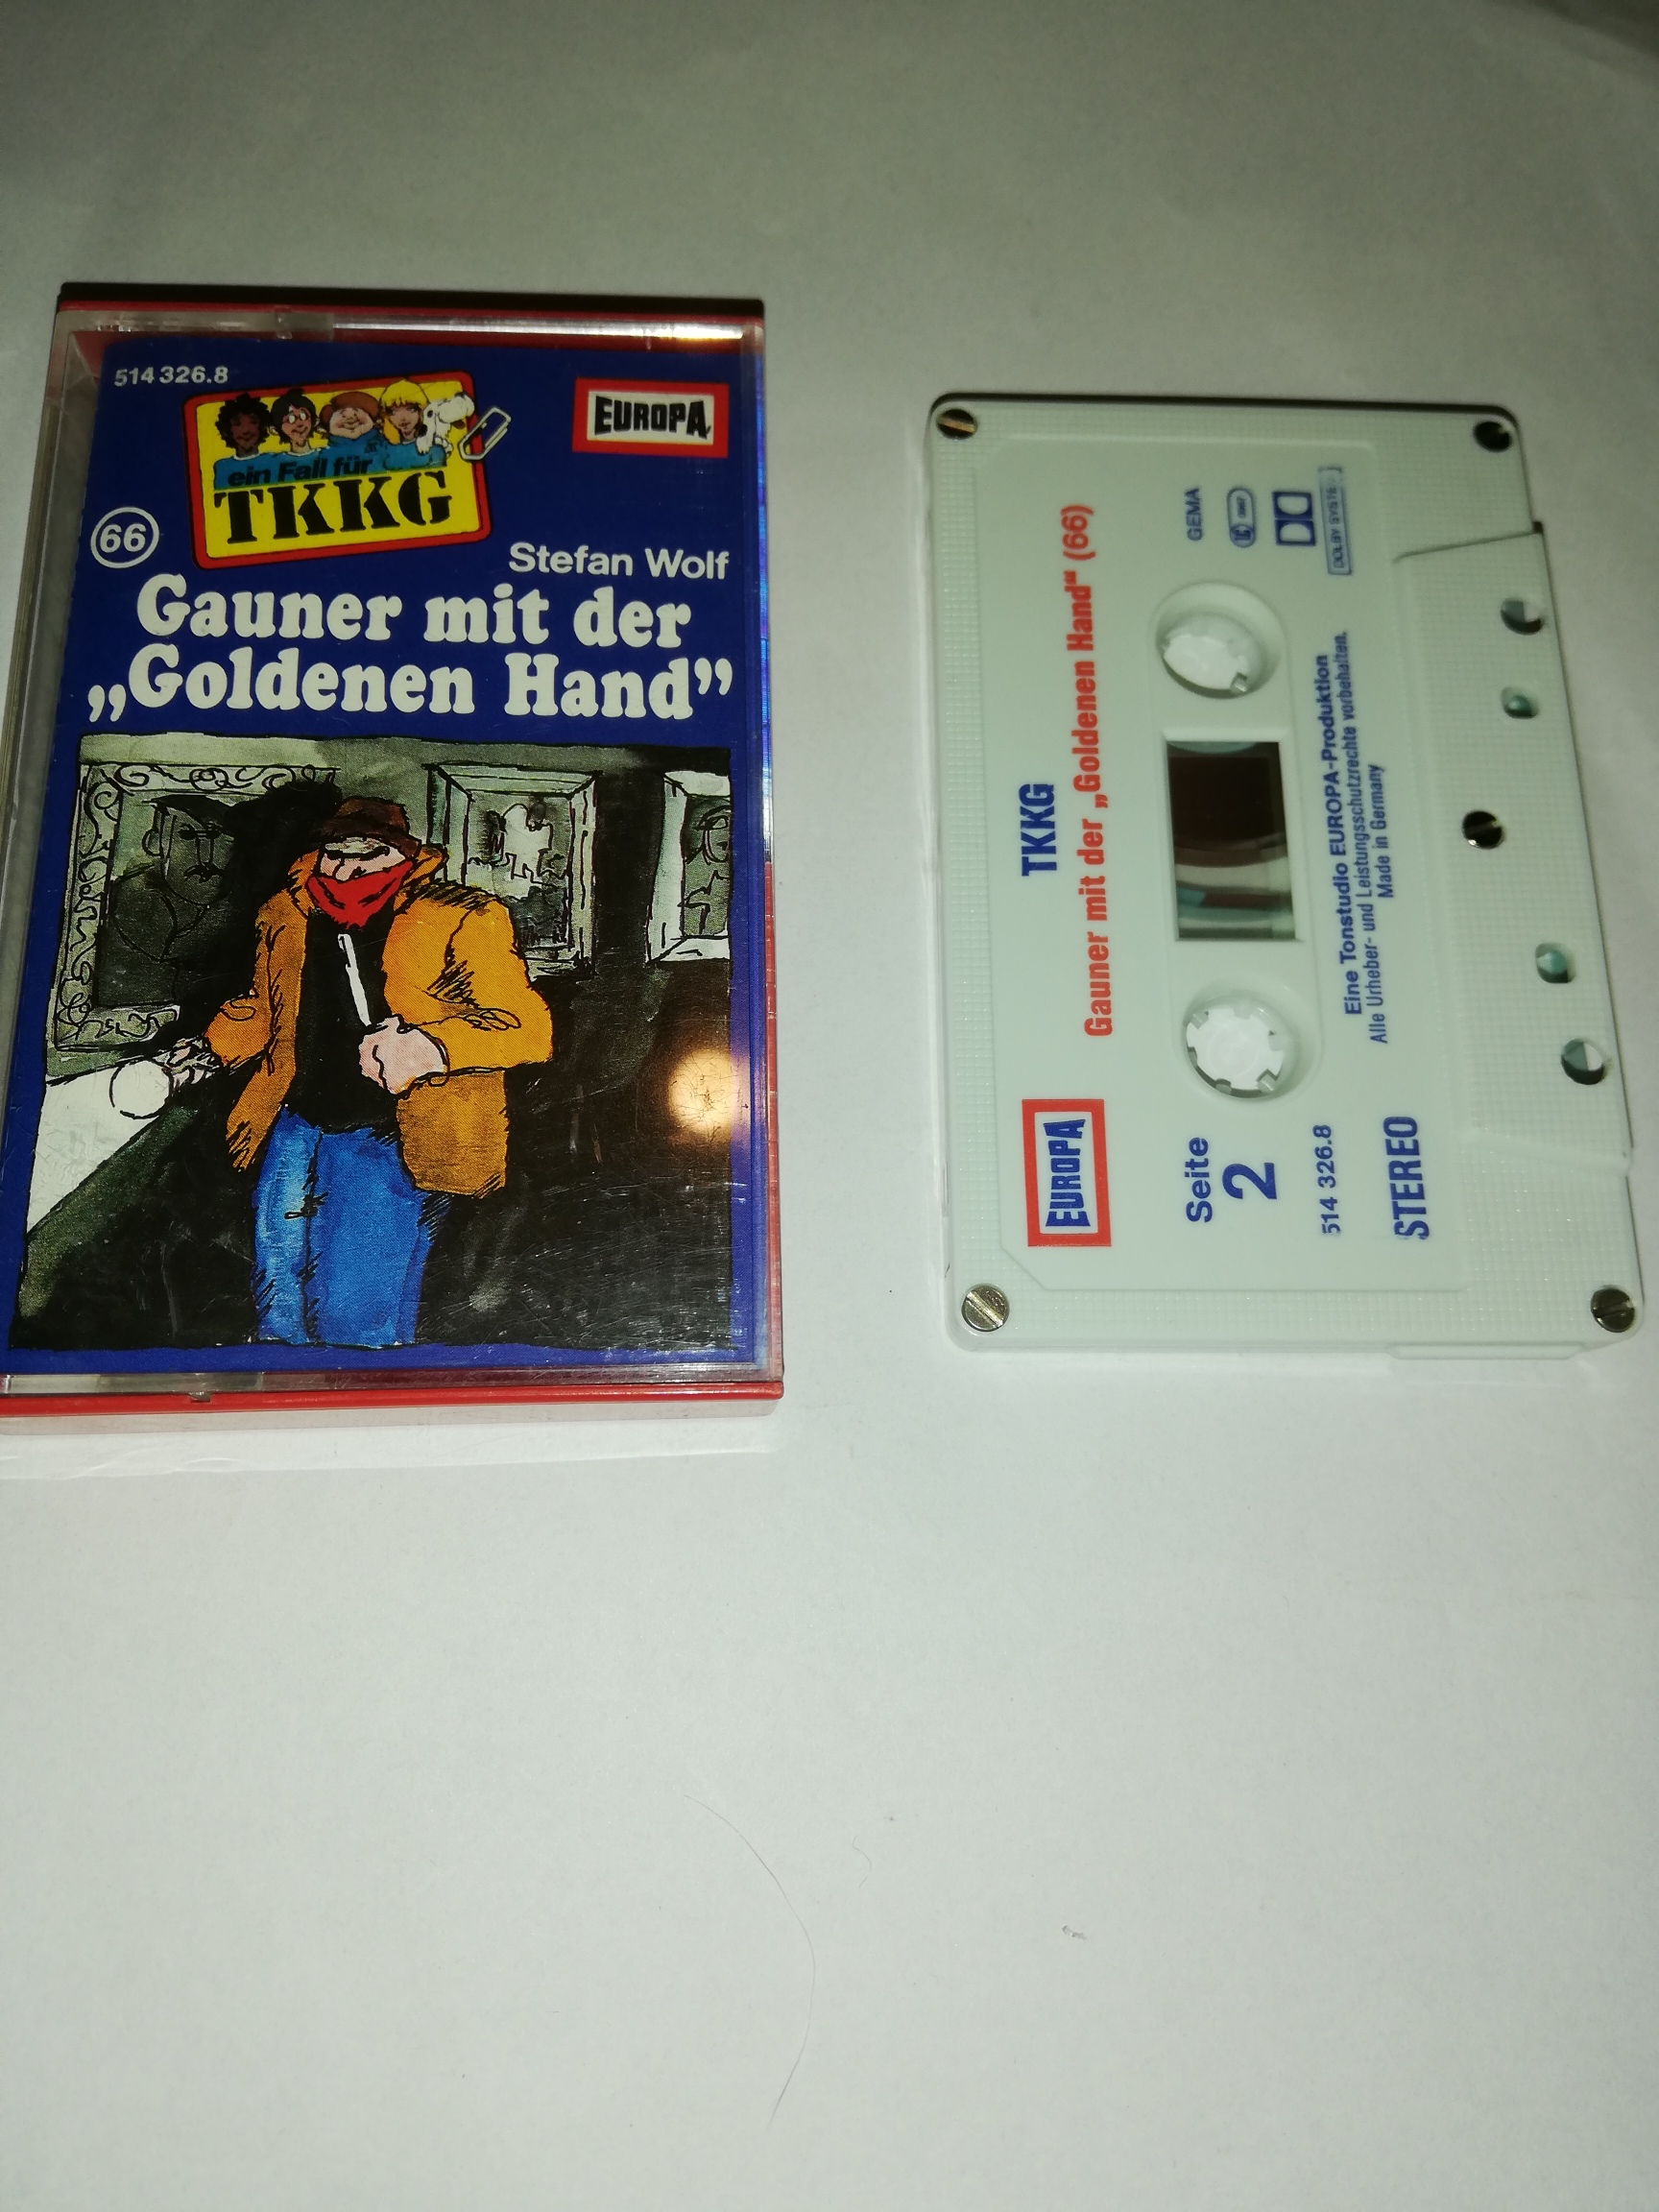 514 326.8
ein Fall für
TKKG
EUROPA
66
Stefan Wolf
Gauner mit der
„Goldenen Hand”
TKKG
Gauner mit der „Goldenen Hand“ (66)
EUROPA
Seite
2
GEMA
514 326.8
DOLBY SYSTEM
Eine Tonstudio EUROPA-Produktion
Alle Urheber- und Leistungsschutzrechte vorbehalten.
Made in Germany
STEREO